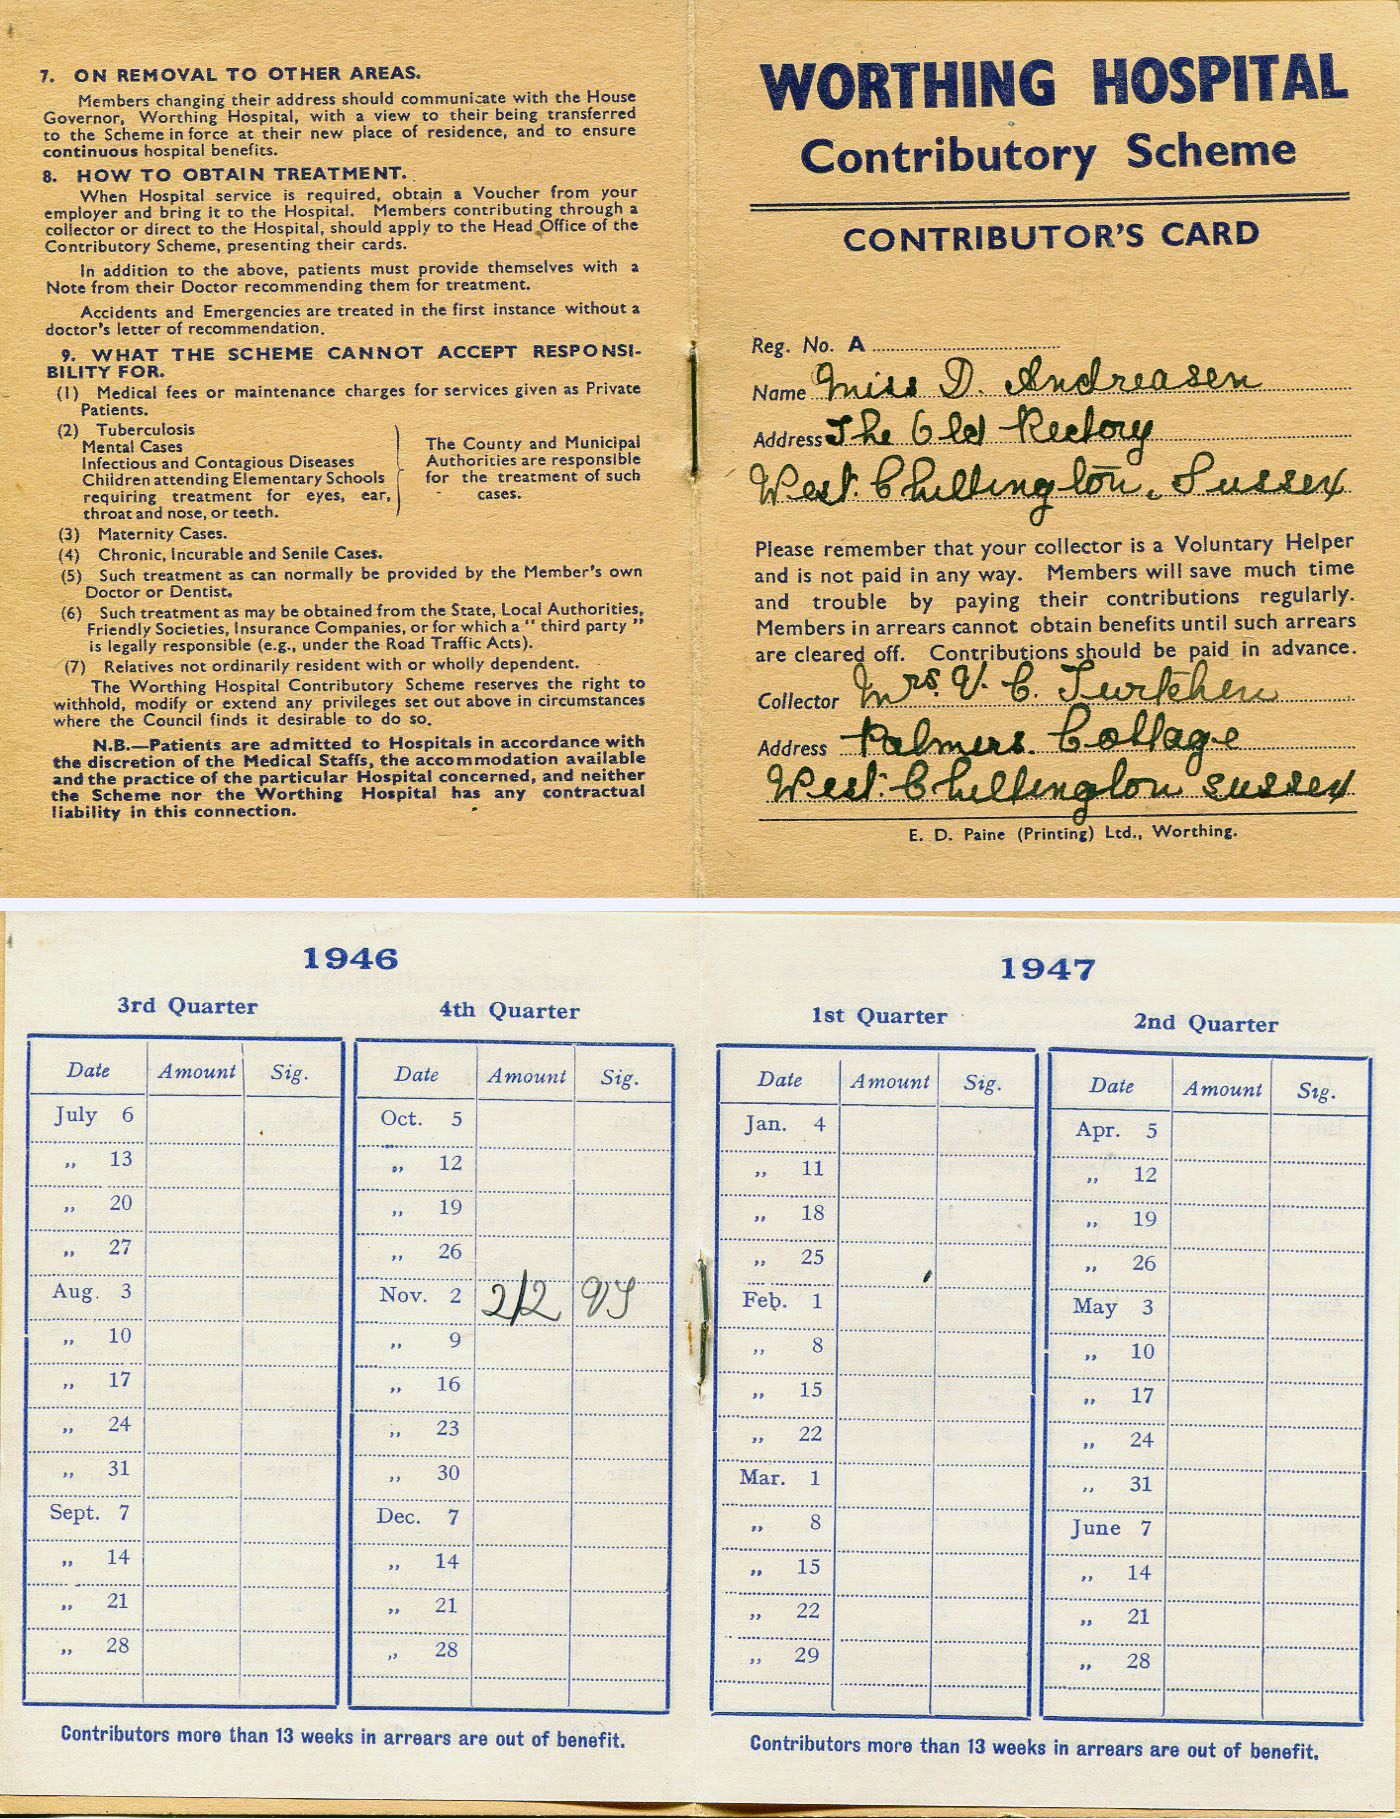 7. ON REMOVAL TO OTHER AREAS.
Members changing their address should communicate with the House
Governor, Worthing Hospital, with a view to their being transferred
to the Scheme in force at their new place of residence, and to ensure
continuous hospital benefits.
8. HOW TO OBTAIN TREATMENT.
When Hospital service is required, obtain a Voucher from your
employer and bring it to the Hospital. Members contributing through a
collector or direct to the Hospital, should apply to the Head Office of the
Contributory Scheme, presenting their cards.
In addition to the above, patients must provide themselves with a
Note from their Doctor recommending them for treatment.
Accidents and Emergencies are treated in the first instance without a
doctor's letter of recommendation.
9. WHAT THE SCHEME CANNOT ACCEPT RESPONSI-
BILITY FOR.
(1) Medical fees or maintenance charges for services given as Private
Patients.
(2) Tuberculosis
Mental Cases
Infectious and Contagious Diseases
Children attending Elementary Schools
requiring treatment for eyes, ear,
throat and nose, or teeth.
The County and Municipal
Authorities are responsible
for the treatment of such
cases.
(3) Maternity Cases.
(4) Chronic, Incurable and Senile Cases.
(5) Such treatment as can normally be provided by the Member's own
Doctor or Dentist.
(6) Such treatment as may be obtained from the State, Local Authorities,
Friendly Societies, Insurance Companies, or for which a " third party "
is legally responsible (e.g., under the Road Traffic Acts).
(7) Relatives not ordinarily resident with or wholly dependent.
The Worthing Hospital Contributory Scheme reserves the right to
withhold, modify or extend any privileges set out above in circumstances
where the Council finds it desirable to do so.
N.B.—Patients are admitted to Hospitals in accordance with
the discretion of the Medical Staffs, the accommodation available
and the practice of the particular Hospital concerned, and neither
the Scheme nor the Worthing Hospital has any contractual
liability in this connection.
WORTHING HOSPITAL
Contributory Scheme
CONTRIBUTOR'S CARD
Reg. No. A
Name Miss D. Andreasen
Address The Old Rectory
West Chiltington, Sussex
Please remember that your collector is a Voluntary Helper
and is not paid in any way. Members will save much time
and trouble by paying their contributions regularly.
Members in arrears cannot obtain benefits until such arrears
are cleared off. Contributions should be paid in advance.
Collector Mrs. V. C.
Address Palmers Cottage
West Chiltington Sussex
E. D. Paine (Printing) Ltd., Worthing.
1946
3rd Quarter
Date Amount Sig.
July 6
,, 13
,, 20
,, 27
Aug. 3
,, 10
,, 17
,, 24
,, 31
Sept. 7
,, 14
,, 21
,, 28
4th Quarter
Date Amount Sig.
Oct. 5
,, 12
,, 19
,, 26
Nov. 2 2/2 VT
,, 9
,, 16
,, 23
,, 30
Dec. 7
,, 14
,, 21
,, 28
Contributors more than 13 weeks in arrears are out of benefit.
1947
1st Quarter
Date Amount Sig.
Jan. 4
,, 11
,, 18
,, 25
Feb. 1
,, 8
,, 15
,, 22
Mar. 1
,, 8
,, 15
,, 22
,, 29
2nd Quarter
Date Amount Sig.
Apr. 5
,, 12
,, 19
,, 26
May 3
,, 10
,, 17
,, 24
,, 31
June 7
,, 14
,, 21
,, 28
Contributors more than 13 weeks in arrears are out of benefit.